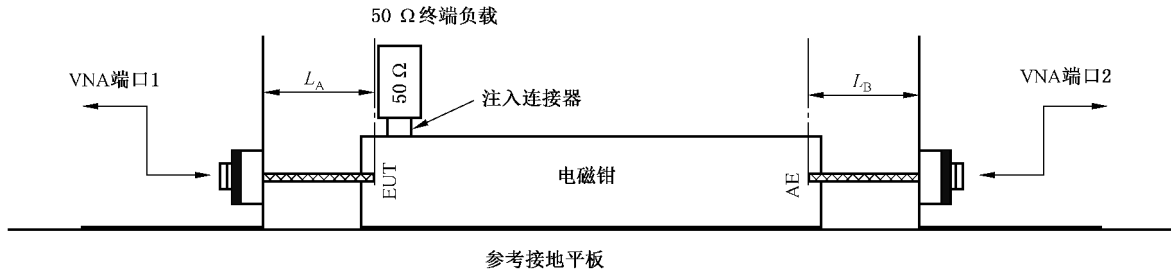 50 Ω终端负载
VNA端口1
L_A
50 Ω
L_B
VNA端口2
注入连接器
EUT
电磁钳
AE
参考接地平板